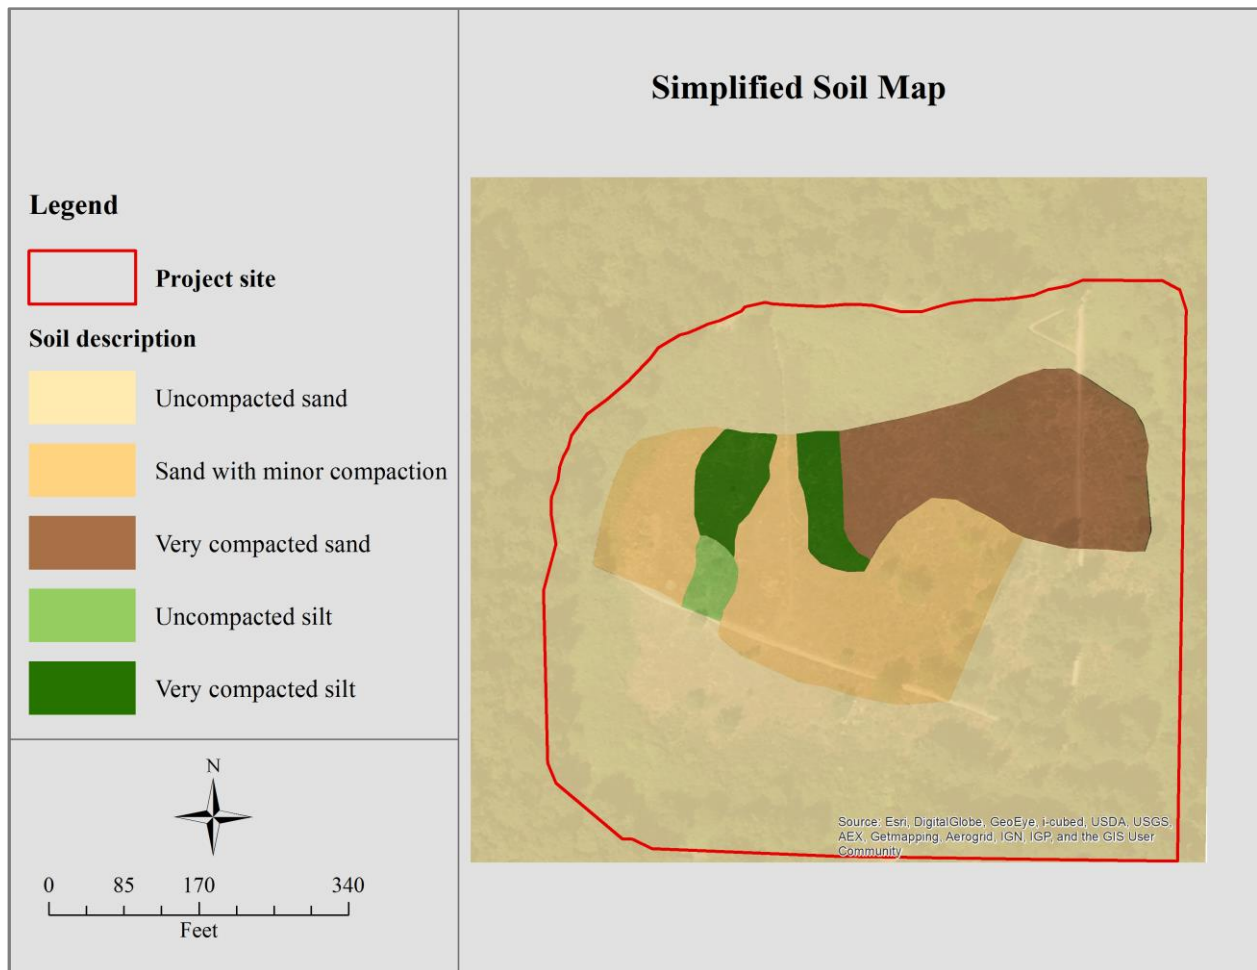 Simplified Soil Map
Legend
Project site
Soil description
Uncompacted sand
Sand with minor compaction
Very compacted sand
Uncompacted silt
Very compacted silt
N
0 85 170 340
Feet
Source: Esri, DigitalGlobe, GeoEye, i-cubed, USDA, USGS,
AEX, Getmapping, Aerogrid, IGN, IGP, and the GIS User
Community